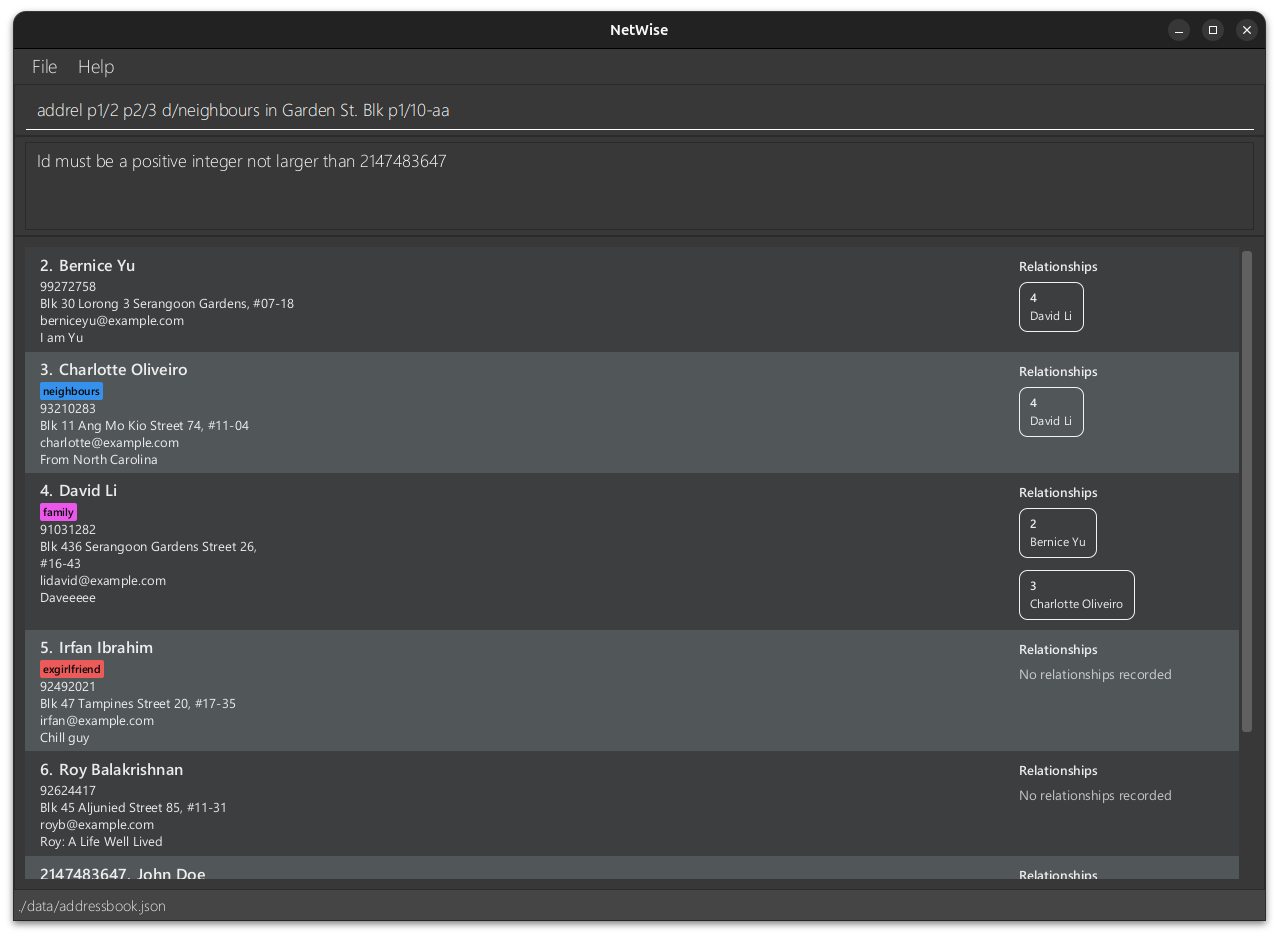 NetWise
File Help
addrel p1/2 p2/3 d/neighbours in Garden St. Blk p1/10-aa
Id must be a positive integer not larger than 2147483647
2. Bernice Yu
99272758
Blk 30 Lorong 3 Serangoon Gardens, #07-18
berniceyu@example.com
I am Yu
Relationships
4
David Li
3. Charlotte Oliveiro
neighbours
93210283
Blk 11 Ang Mo Kio Street 74, #11-04
charlotte@example.com
From North Carolina
Relationships
4
David Li
4. David Li
family
91031282
Blk 436 Serangoon Gardens Street 26,
#16-43
lidavid@example.com
Daveeeee
Relationships
2
Bernice Yu
3
Charlotte Oliveiro
5. Irfan Ibrahim
exgirlfriend
92492021
Blk 47 Tampines Street 20, #17-35
irfan@example.com
Chill guy
Relationships
No relationships recorded
6. Roy Balakrishnan
92624417
Blk 45 Aljunied Street 85, #11-31
royb@example.com
Roy: A Life Well Lived
Relationships
No relationships recorded
2147483647. John Doe
Relationships
./data/addressbook.json